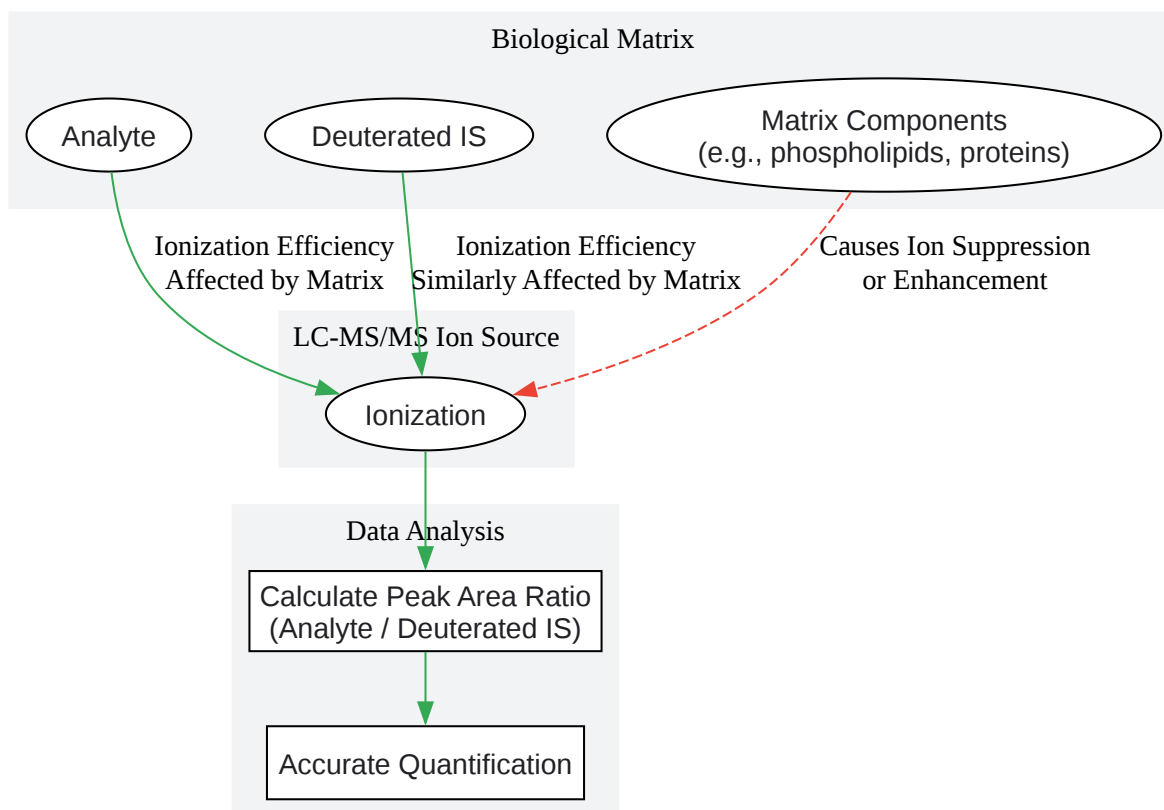 Biological Matrix
Analyte
Deuterated IS
Matrix Components
(e.g., phospholipids, proteins)
Ionization Efficiency
Affected by Matrix
Ionization Efficiency
Similarly Affected by Matrix
Causes Ion Suppression
or Enhancement
LC-MS/MS Ion Source
Ionization
Data Analysis
Calculate Peak Area Ratio
(Analyte / Deuterated IS)
Accurate Quantification